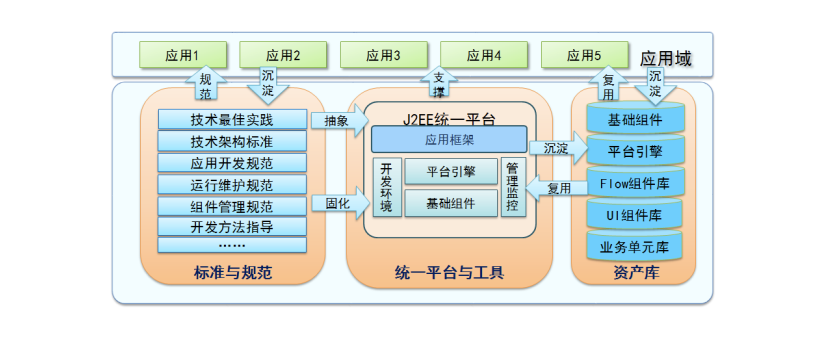 应用1
应用2
应用3
应用4
应用5
应用域
规范
沉淀
支撑
复用
沉淀
技术最佳实践
技术架构标准
应用开发规范
运行维护规范
组件管理规范
开发方法指导
……
标准与规范
抽象
固化
J2EE统一平台
应用框架
开发环境
平台引擎
基础组件
管理监控
统一平台与工具
沉淀
复用
基础组件
平台引擎
Flow组件库
UI组件库
业务单元库
资产库